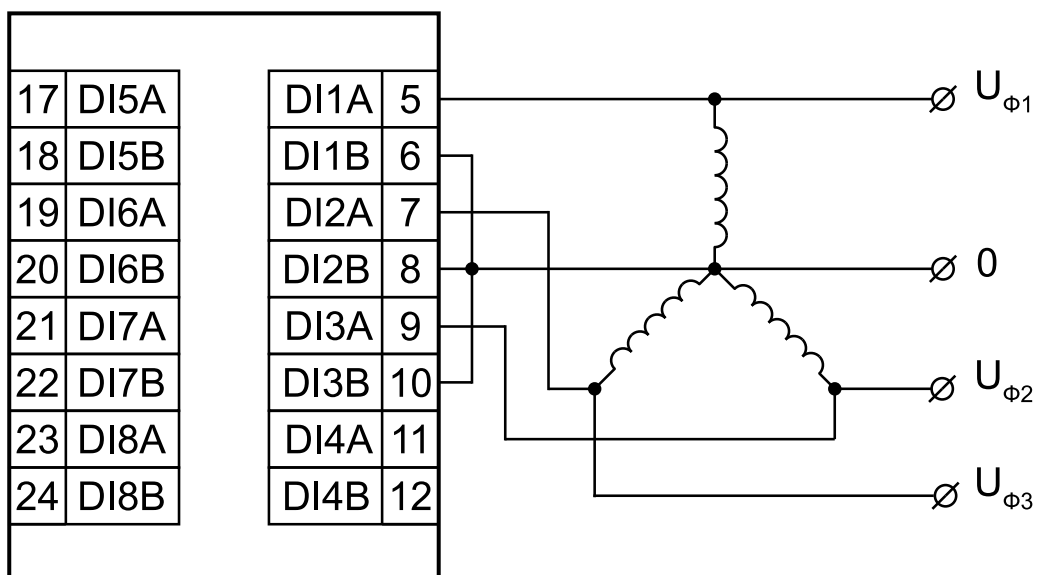 17 DI5A DI1A 5 UФ1
18 DI5B DI1B 6
19 DI6A DI2A 7
20 DI6B DI2B 8 0
21 DI7A DI3A 9
22 DI7B DI3B 10 UФ2
23 DI8A DI4A 11
24 DI8B DI4B 12 UФ3